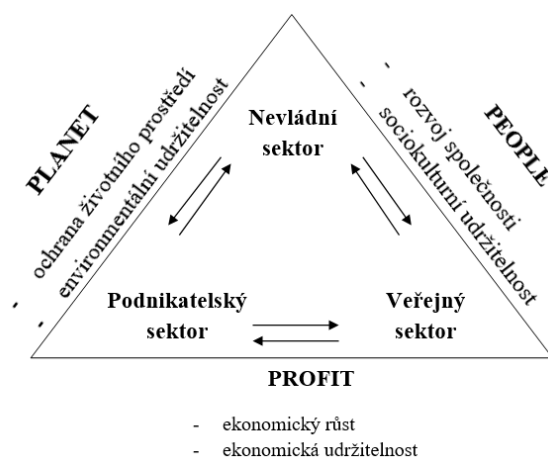 PLANET
- ochrana životního prostředí
- environmentální udržitelnost
PEOPLE
- rozvoj společnosti
- sociokulturní udržitelnost
Nevládní
sektor
Podnikatelský
sektor
Veřejný
sektor
PROFIT
- ekonomický růst
- ekonomická udržitelnost